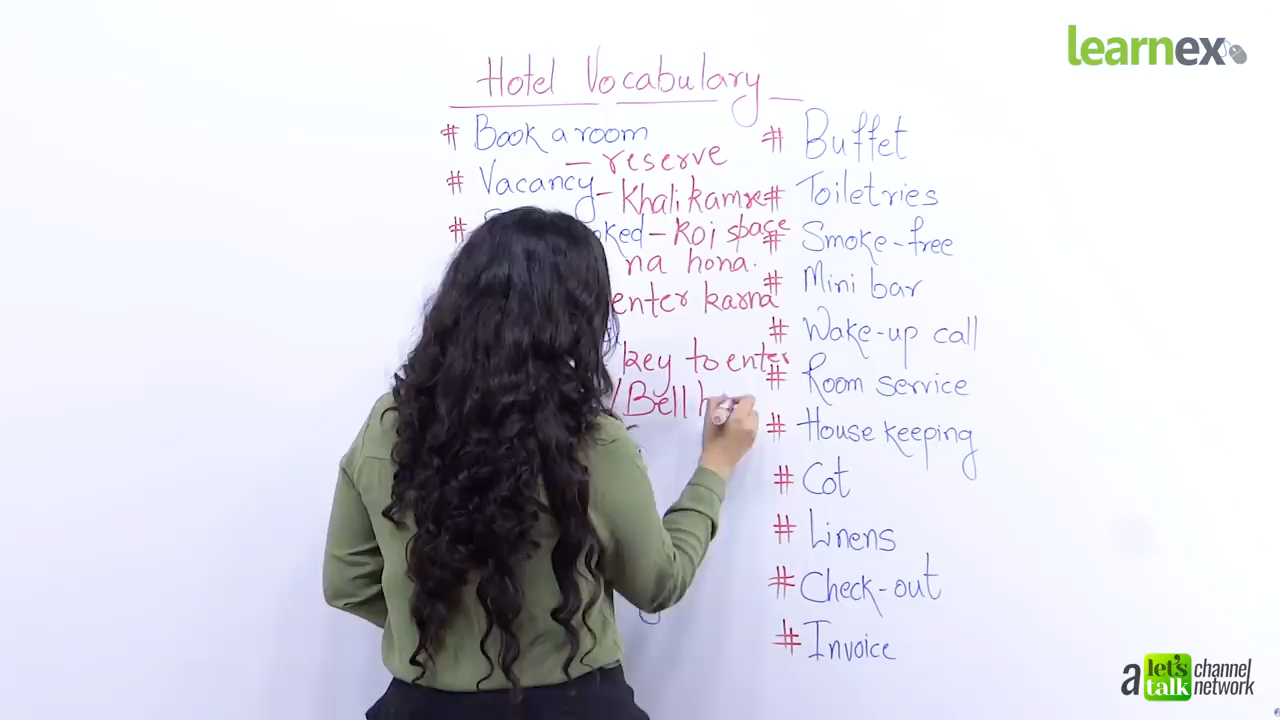 learnex
Hotel Vocabulary
# Book a room
– reserve
# Vacancy – Khali kamre
# oked – Koi space
na hona.
enter karna
key to enter
/ Bell h
# Buffet
# Toiletries
# Smoke-free
# Mini bar
# Wake-up call
# Room service
# House keeping
# Cot
# Linens
# Check-out
# Invoice
a let's talk CHANNEL NETWORK